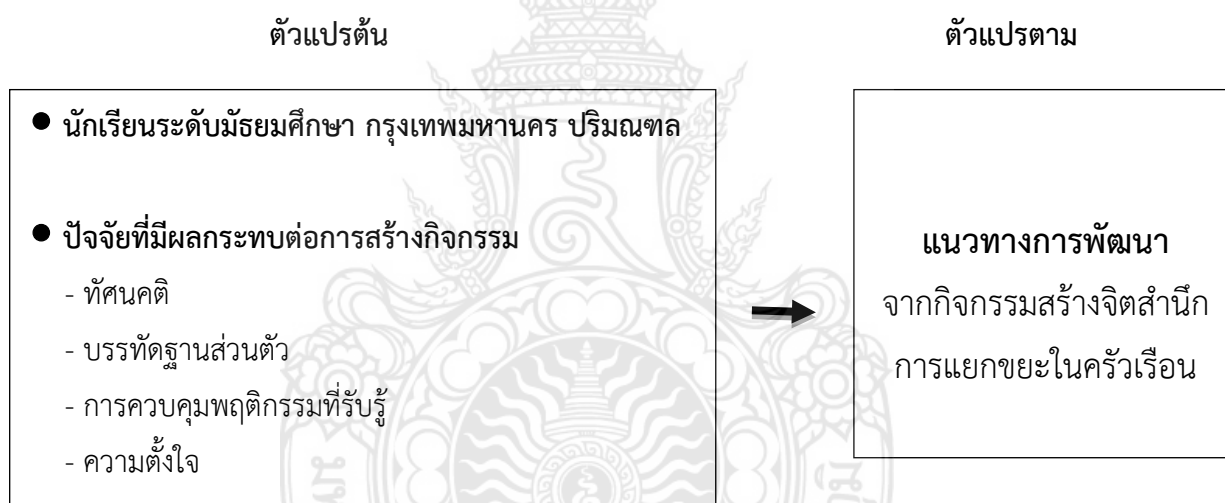 ตัวแปรต้น
ตัวแปรตาม
● นักเรียนระดับมัธยมศึกษา กรุงเทพมหานคร ปริมณฑล
● ปัจจัยที่มีผลกระทบต่อการสร้างกิจกรรม
- ทัศนคติ
- บรรทัดฐานส่วนตัว
- การควบคุมพฤติกรรมที่รับรู้
- ความตั้งใจ
แนวทางการพัฒนา
จากกิจกรรมสร้างจิตสำนึก
การแยกขยะในครัวเรือน